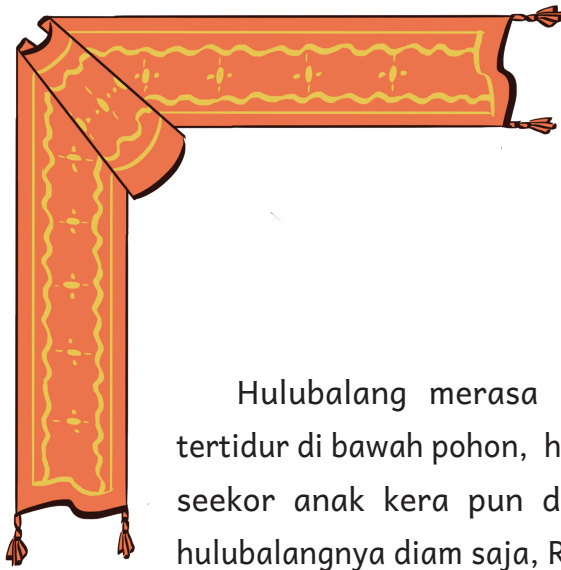 Hulubalang merasa
tertidur di bawah pohon,
seekor anak kera pun
hulubalangnya diam saja,